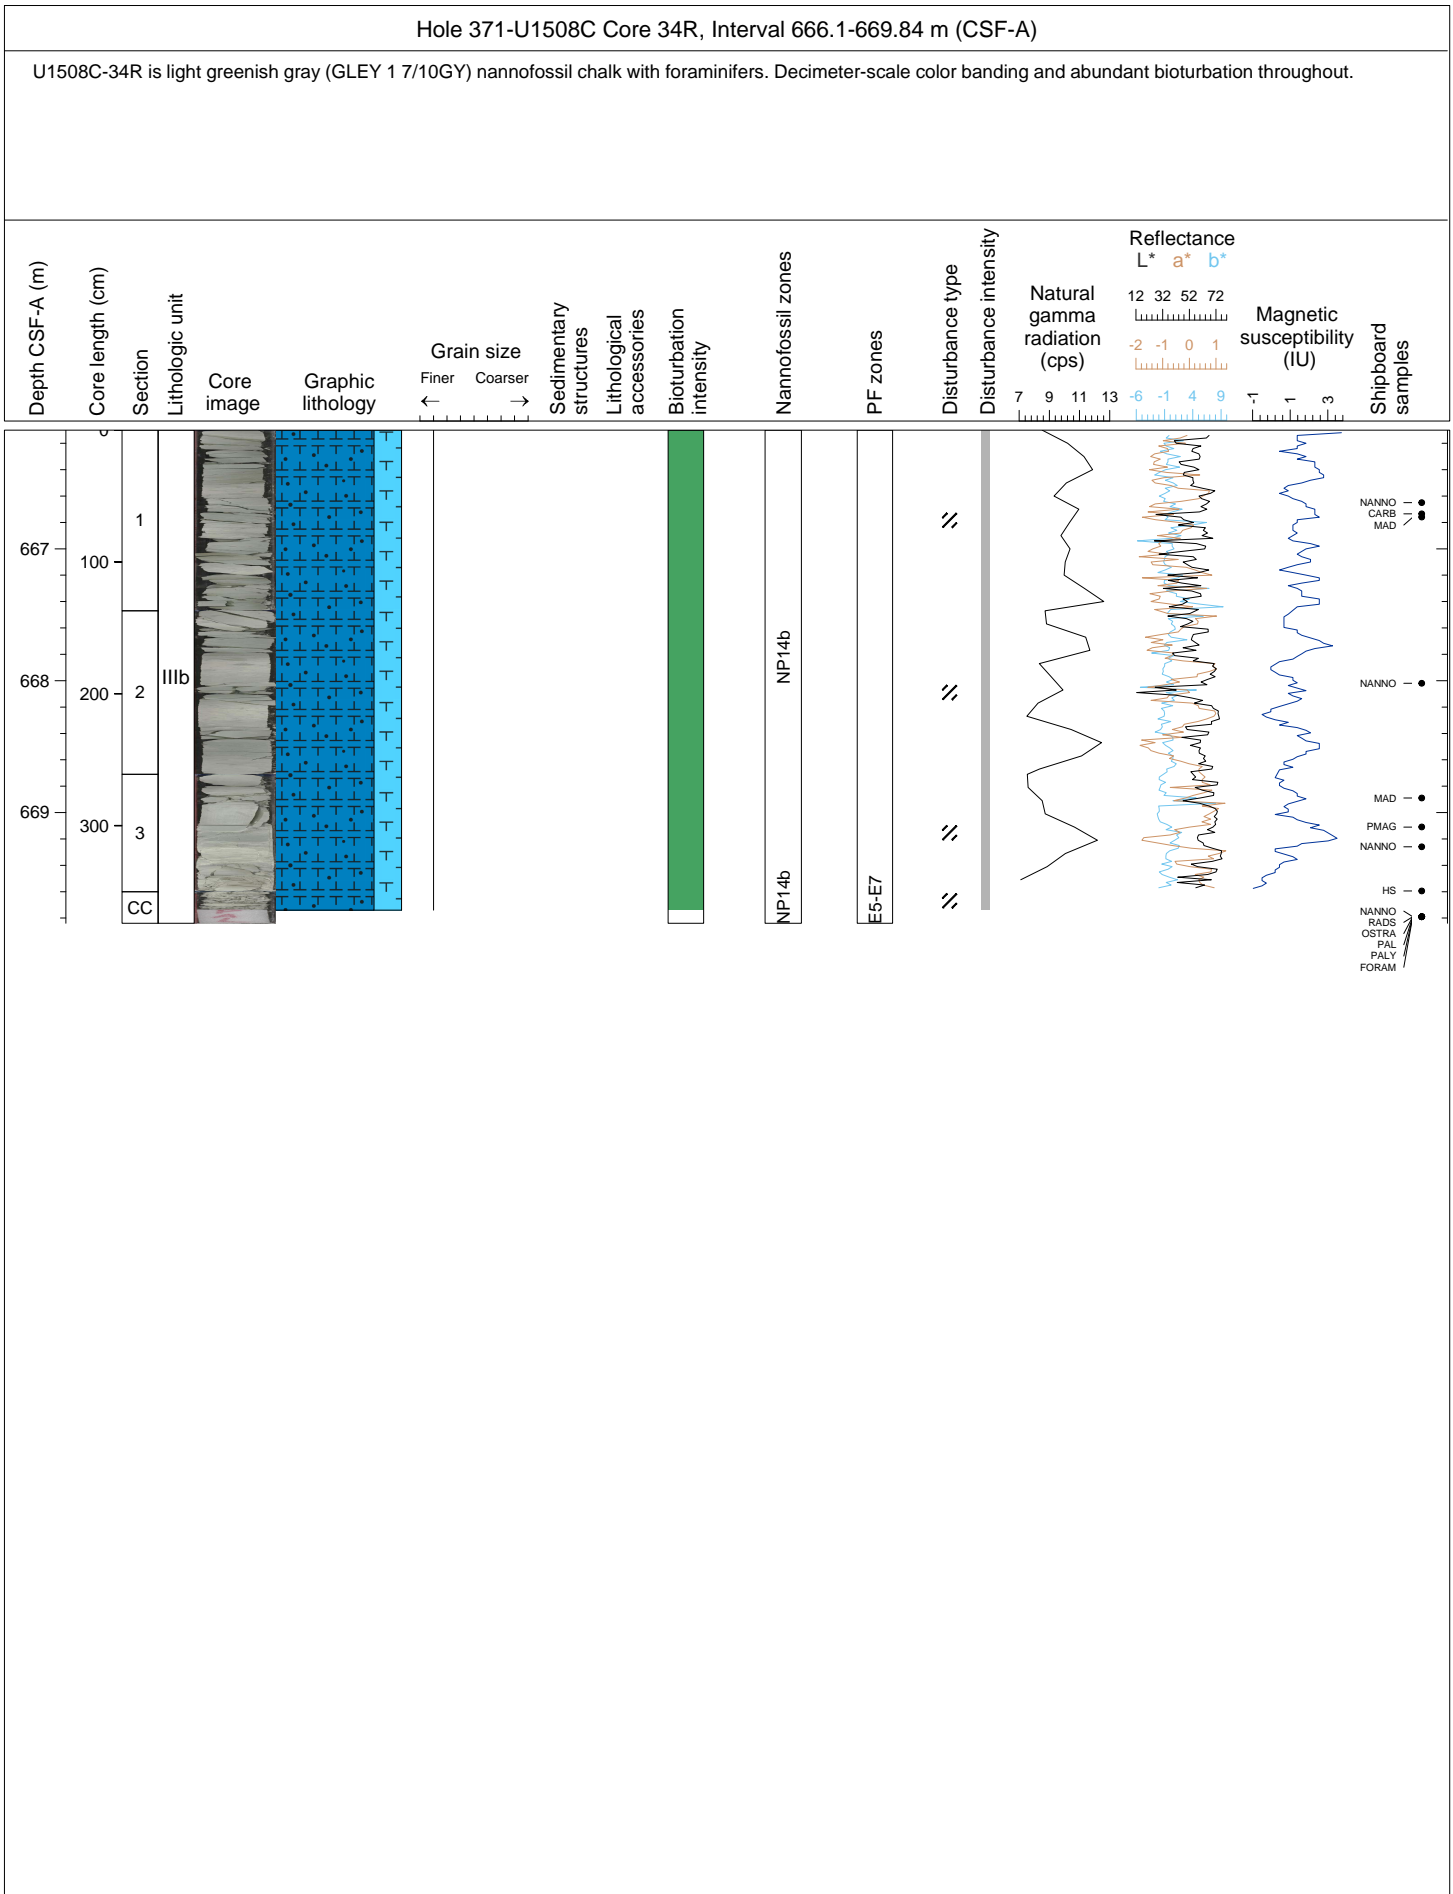 Hole 371-U1508C Core 34R, Interval 666.1-669.84 m (CSF-A)
U1508C-34R is light greenish gray (GLEY 1 7/10GY) nannofossil chalk with foraminifers. Decimeter-scale color banding and abundant bioturbation throughout.
Depth CSF-A (m)
Core length (cm)
Section
Lithologic unit
Core
image
Graphic
lithology
Grain size
Finer Coarser
← →
Sedimentary
structures
Lithological
accessories
Bioturbation
intensity
Nannofossil zones
PF zones
Disturbance type
Disturbance intensity
Natural
gamma
radiation
(cps)
7 9 11 13
Reflectance
L* a* b*
12 32 52 72
-2 -1 0 1
-6 -1 4 9
Magnetic
susceptibility
(IU)
-1 1 3
Shipboard
samples
0
100
200
300
667
668
669
1
2
3
CC
IIIb
NP14b
NP14b
E5-E7
NANNO
CARB
MAD
NANNO
MAD
PMAG
NANNO
HS
NANNO
RADS
OSTRA
PAL
PALY
FORAM